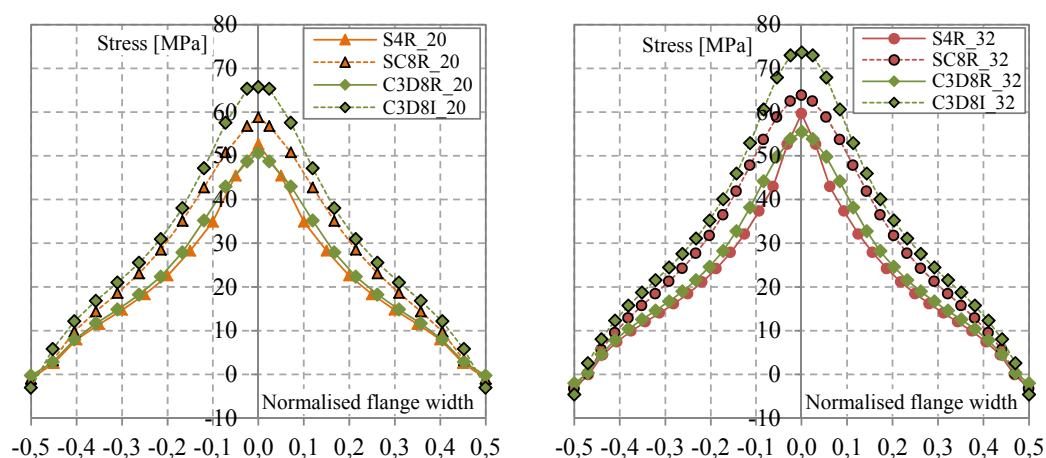 80
70
60
50
40
30
20
10
0
-10
Stress [MPa]
S4R_20
SC8R_20
C3D8R_20
C3D8I_20
Normalised flange width
-0,5 -0,4 -0,3 -0,2 -0,1 0,0 0,1 0,2 0,3 0,4 0,5
80
70
60
50
40
30
20
10
0
-10
Stress [MPa]
S4R_32
SC8R_32
C3D8R_32
C3D8I_32
Normalised flange width
-0,5 -0,4 -0,3 -0,2 -0,1 0,0 0,1 0,2 0,3 0,4 0,5